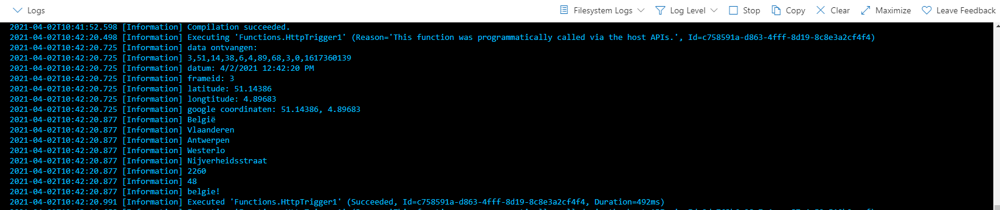 Logs Filesystem Logs Log Level Stop Copy Clear Maximize Leave Feedback
2021-04-02T10:41:52.598 [Information] Compilation succeeded.
2021-04-02T10:42:20.498 [Information] Executing 'Functions.HttpTrigger1' (Reason='This function was programmatically called via the host APIs.', Id=c758591a-d863-4fff-8d19-8c8e3a2cf4f4)
2021-04-02T10:42:20.725 [Information] data ontvangen:
2021-04-02T10:42:20.725 [Information] 3,51,14,38,6,4,89,68,3,0,1617360139
2021-04-02T10:42:20.725 [Information] datum: 4/2/2021 12:42:20 PM
2021-04-02T10:42:20.725 [Information] frameid: 3
2021-04-02T10:42:20.725 [Information] latitude: 51.14386
2021-04-02T10:42:20.725 [Information] longtitude: 4.89683
2021-04-02T10:42:20.725 [Information] google coordinaten: 51.14386, 4.89683
2021-04-02T10:42:20.877 [Information] België
2021-04-02T10:42:20.877 [Information] Vlaanderen
2021-04-02T10:42:20.877 [Information] Antwerpen
2021-04-02T10:42:20.877 [Information] Westerlo
2021-04-02T10:42:20.877 [Information] Nijverheidsstraat
2021-04-02T10:42:20.877 [Information] 2260
2021-04-02T10:42:20.877 [Information] 48
2021-04-02T10:42:20.877 [Information] belgie!
2021-04-02T10:42:20.991 [Information] Executed 'Functions.HttpTrigger1' (Succeeded, Id=c758591a-d863-4fff-8d19-8c8e3a2cf4f4, Duration=492ms)